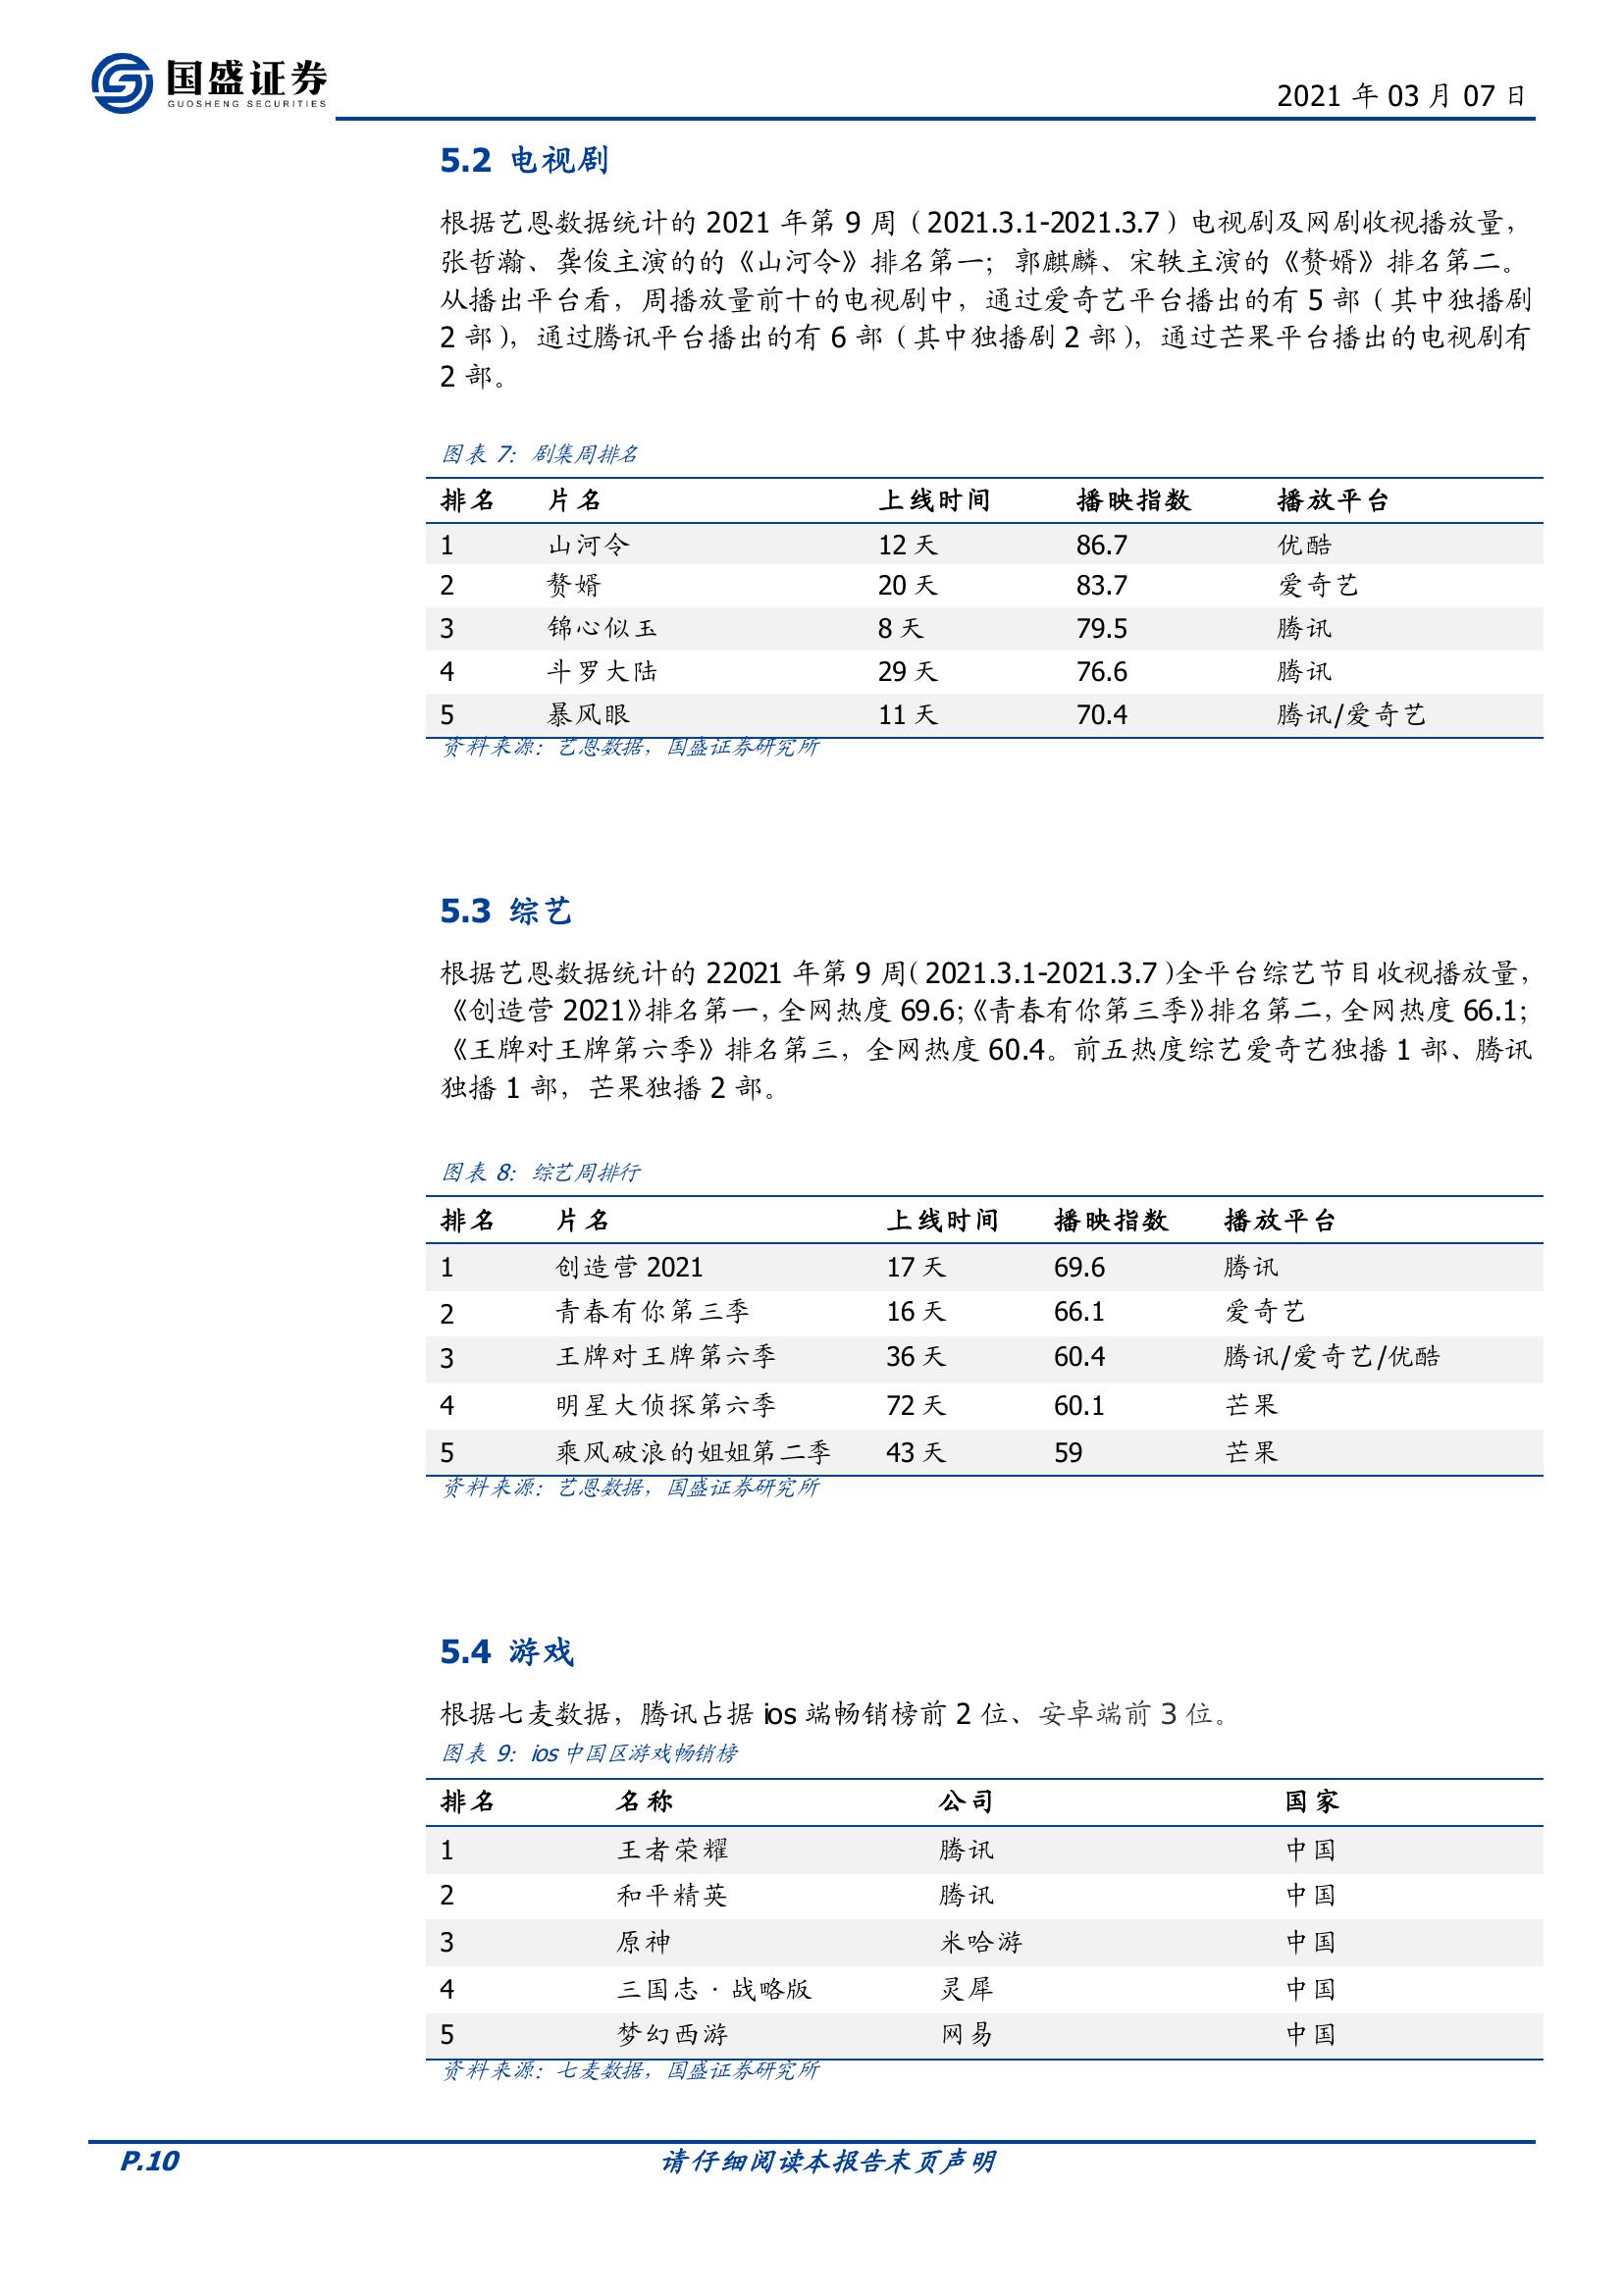 国盛证券
GUOSHENG SECURITIES
2021 年 03 月 07 日
5.2 电视剧
根据艺恩数据统计的 2021 年第 9 周（2021.3.1-2021.3.7）电视剧及网剧收视播放量，
张哲瀚、龚俊主演的的《山河令》排名第一；郭麒麟、宋轶主演的《赘婿》排名第二。
从播出平台看，周播放量前十的电视剧中，通过爱奇艺平台播出的有 5 部（其中独播剧
2 部），通过腾讯平台播出的有 6 部（其中独播剧 2 部），通过芒果平台播出的电视剧有
2 部。
图表 7：剧集周排名
排名 片名 上线时间 播映指数 播放平台
1 山河令 12 天 86.7 优酷
2 赘婿 20 天 83.7 爱奇艺
3 锦心似玉 8 天 79.5 腾讯
4 斗罗大陆 29 天 76.6 腾讯
5 暴风眼 11 天 70.4 腾讯/爱奇艺
资料来源：艺恩数据，国盛证券研究所
5.3 综艺
根据艺恩数据统计的 22021 年第 9 周（2021.3.1-2021.3.7）全平台综艺节目收视播放量，
《创造营 2021》排名第一，全网热度 69.6；《青春有你第三季》排名第二，全网热度 66.1；
《王牌对王牌第六季》排名第三，全网热度 60.4。前五热度综艺爱奇艺独播 1 部、腾讯
独播 1 部，芒果独播 2 部。
图表 8：综艺周排行
排名 片名 上线时间 播映指数 播放平台
1 创造营 2021 17 天 69.6 腾讯
2 青春有你第三季 16 天 66.1 爱奇艺
3 王牌对王牌第六季 36 天 60.4 腾讯/爱奇艺/优酷
4 明星大侦探第六季 72 天 60.1 芒果
5 乘风破浪的姐姐第二季 43 天 59 芒果
资料来源：艺恩数据，国盛证券研究所
5.4 游戏
根据七麦数据，腾讯占据 ios 端畅销榜前 2 位、安卓端前 3 位。
图表 9：ios 中国区游戏畅销榜
排名 名称 公司 国家
1 王者荣耀 腾讯 中国
2 和平精英 腾讯 中国
3 原神 米哈游 中国
4 三国志·战略版 灵犀 中国
5 梦幻西游 网易 中国
资料来源：七麦数据，国盛证券研究所
P.10 请仔细阅读本报告末页声明